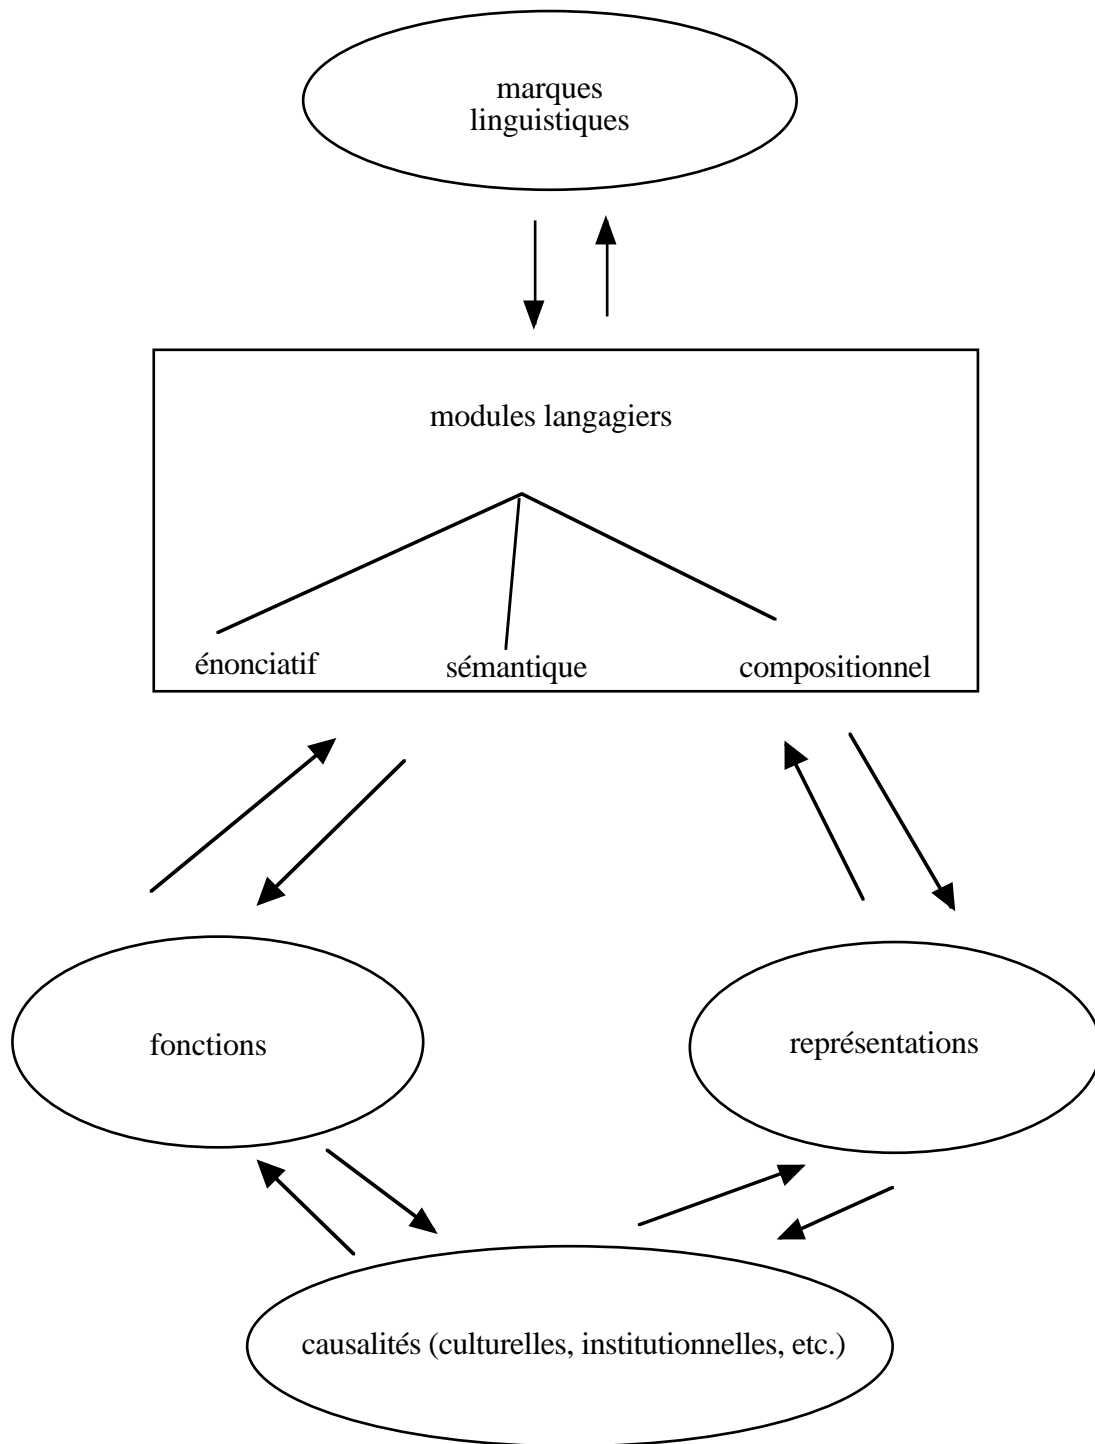 marques
linguistiques
modules langagiers
énonciatif
sémantique
compositionnel
fonctions
représentations
causalités (culturelles, institutionnelles, etc.)